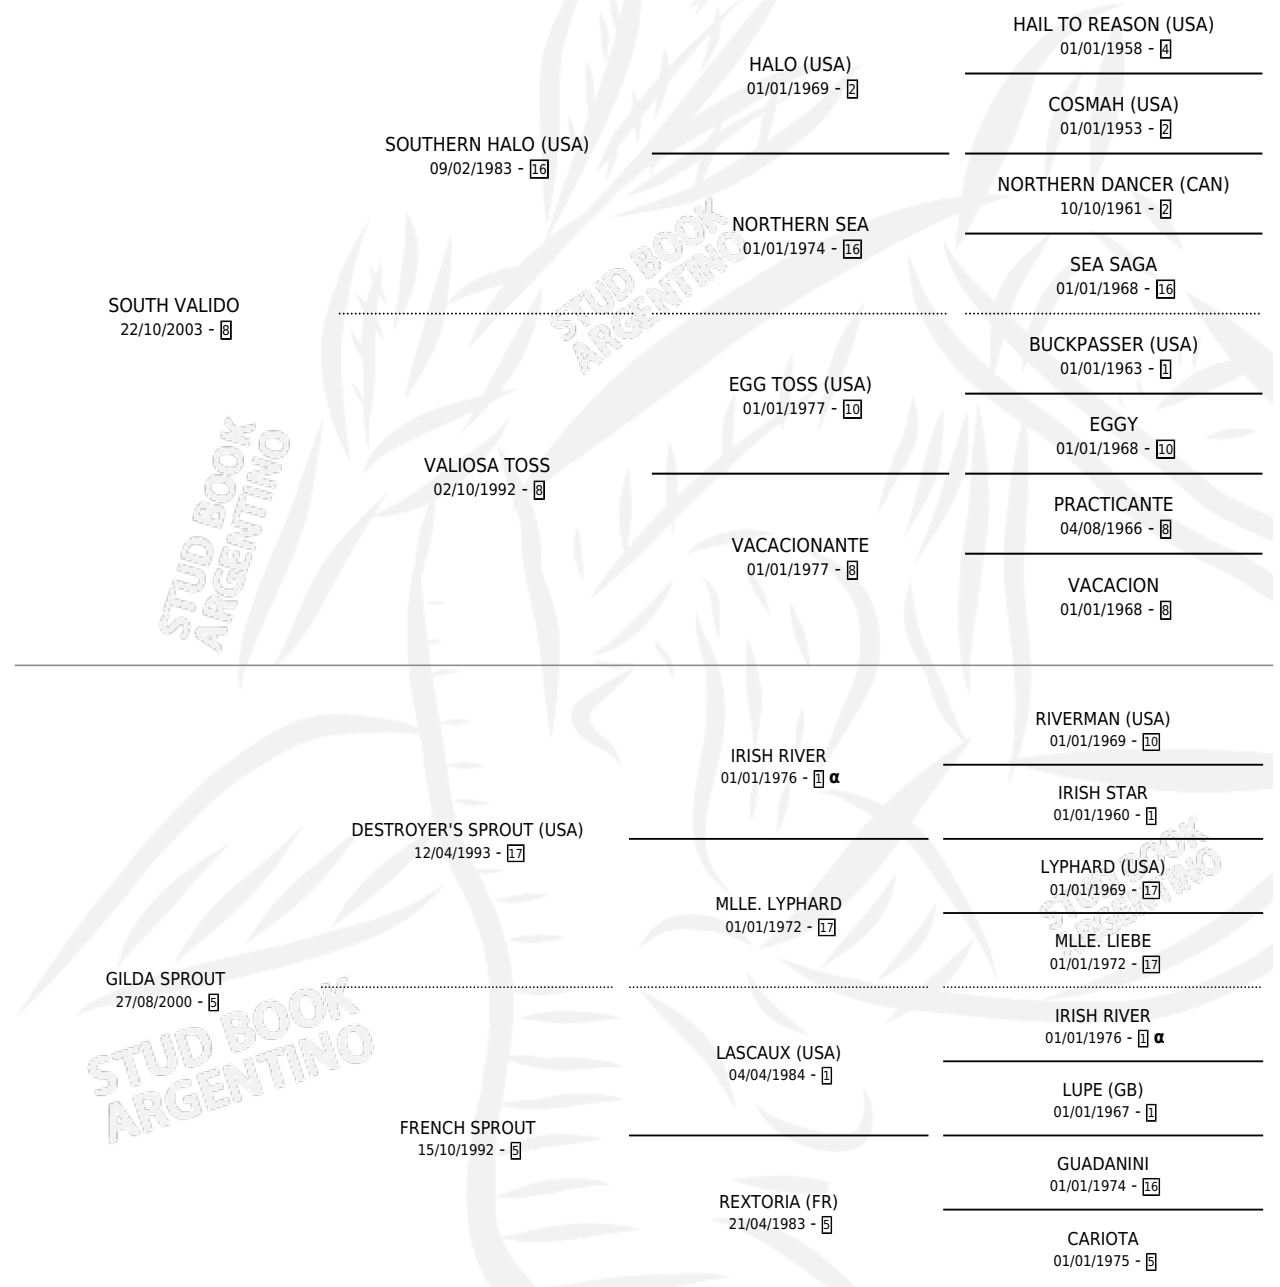 HAIL TO REASON (USA)
01/01/1958 - 4
HALO (USA)
01/01/1969 - 2
COSMAH (USA)
01/01/1953 - 2
SOUTHERN HALO (USA)
09/02/1983 - 16
NORTHERN DANCER (CAN)
10/10/1961 - 2
NORTHERN SEA
01/01/1974 - 16
SEA SAGA
01/01/1968 - 16
SOUTH VALIDO
22/10/2003 - 8
BUCKPASSER (USA)
01/01/1963 - 1
EGG TOSS (USA)
01/01/1977 - 10
EGGY
01/01/1968 - 10
VALIOSA TOSS
02/10/1992 - 8
PRACTICANTE
04/08/1966 - 8
VACACIONANTE
01/01/1977 - 8
VACACION
01/01/1968 - 8
RIVERMAN (USA)
01/01/1969 - 10
IRISH RIVER
01/01/1976 - 1 α
IRISH STAR
01/01/1960 - 1
DESTROYER'S SPROUT (USA)
12/04/1993 - 17
LYPHARD (USA)
01/01/1969 - 17
MLLE. LYPHARD
01/01/1972 - 17
MLLE. LIEBE
01/01/1972 - 17
GILDA SPROUT
27/08/2000 - 5
IRISH RIVER
01/01/1976 - 1 α
LASCAUX (USA)
04/04/1984 - 1
LUPE (GB)
01/01/1967 - 1
FRENCH SPROUT
15/10/1992 - 5
GUADANINI
01/01/1974 - 16
REXTORIA (FR)
21/04/1983 - 5
CARIOTA
01/01/1975 - 5
STUD BOOK
ARGENTINO
STUD BOOK
ARGENTINO
STUD BOOK
ARGENTINO
STUD BOOK
ARGENTINO